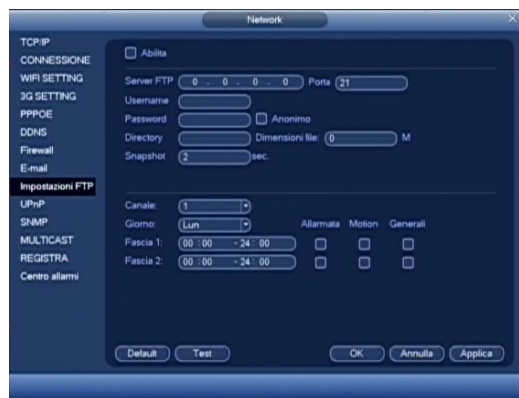 Network
TCP/IP
CONNESSIONE
WIFI SETTING
3G SETTING
PPPOE
DDNS
Firewall
E-mail
Impostazioni FTP
UPnP
SNMP
MULTICAST
REGISTRA
Centro allarmi
Abilita
Server FTP 0 . 0 . 0 . 0 Porta 21
Username
Password Anonimo
Directory Dimensioni file: 0 M
Snapshot 2 sec.
Canale: 1
Giorno: Lun Allarmata Motion Generali
Fascia 1: 00 : 00 - 24 : 00
Fascia 2: 00 : 00 - 24 : 00
Default Test OK Annulla Applica